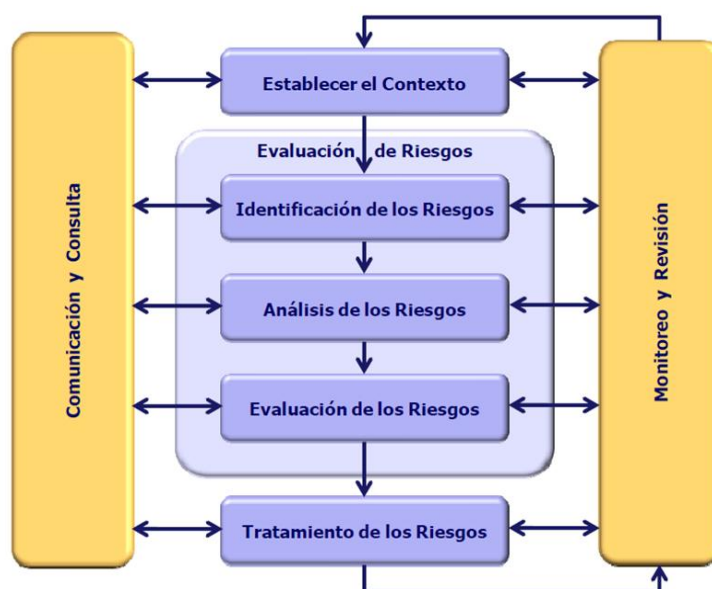 Establecer el Contexto
Evaluación de Riesgos
Identificación de los Riesgos
Análisis de los Riesgos
Evaluación de los Riesgos
Tratamiento de los Riesgos
Comunicación y Consulta
Monitoreo y Revisión